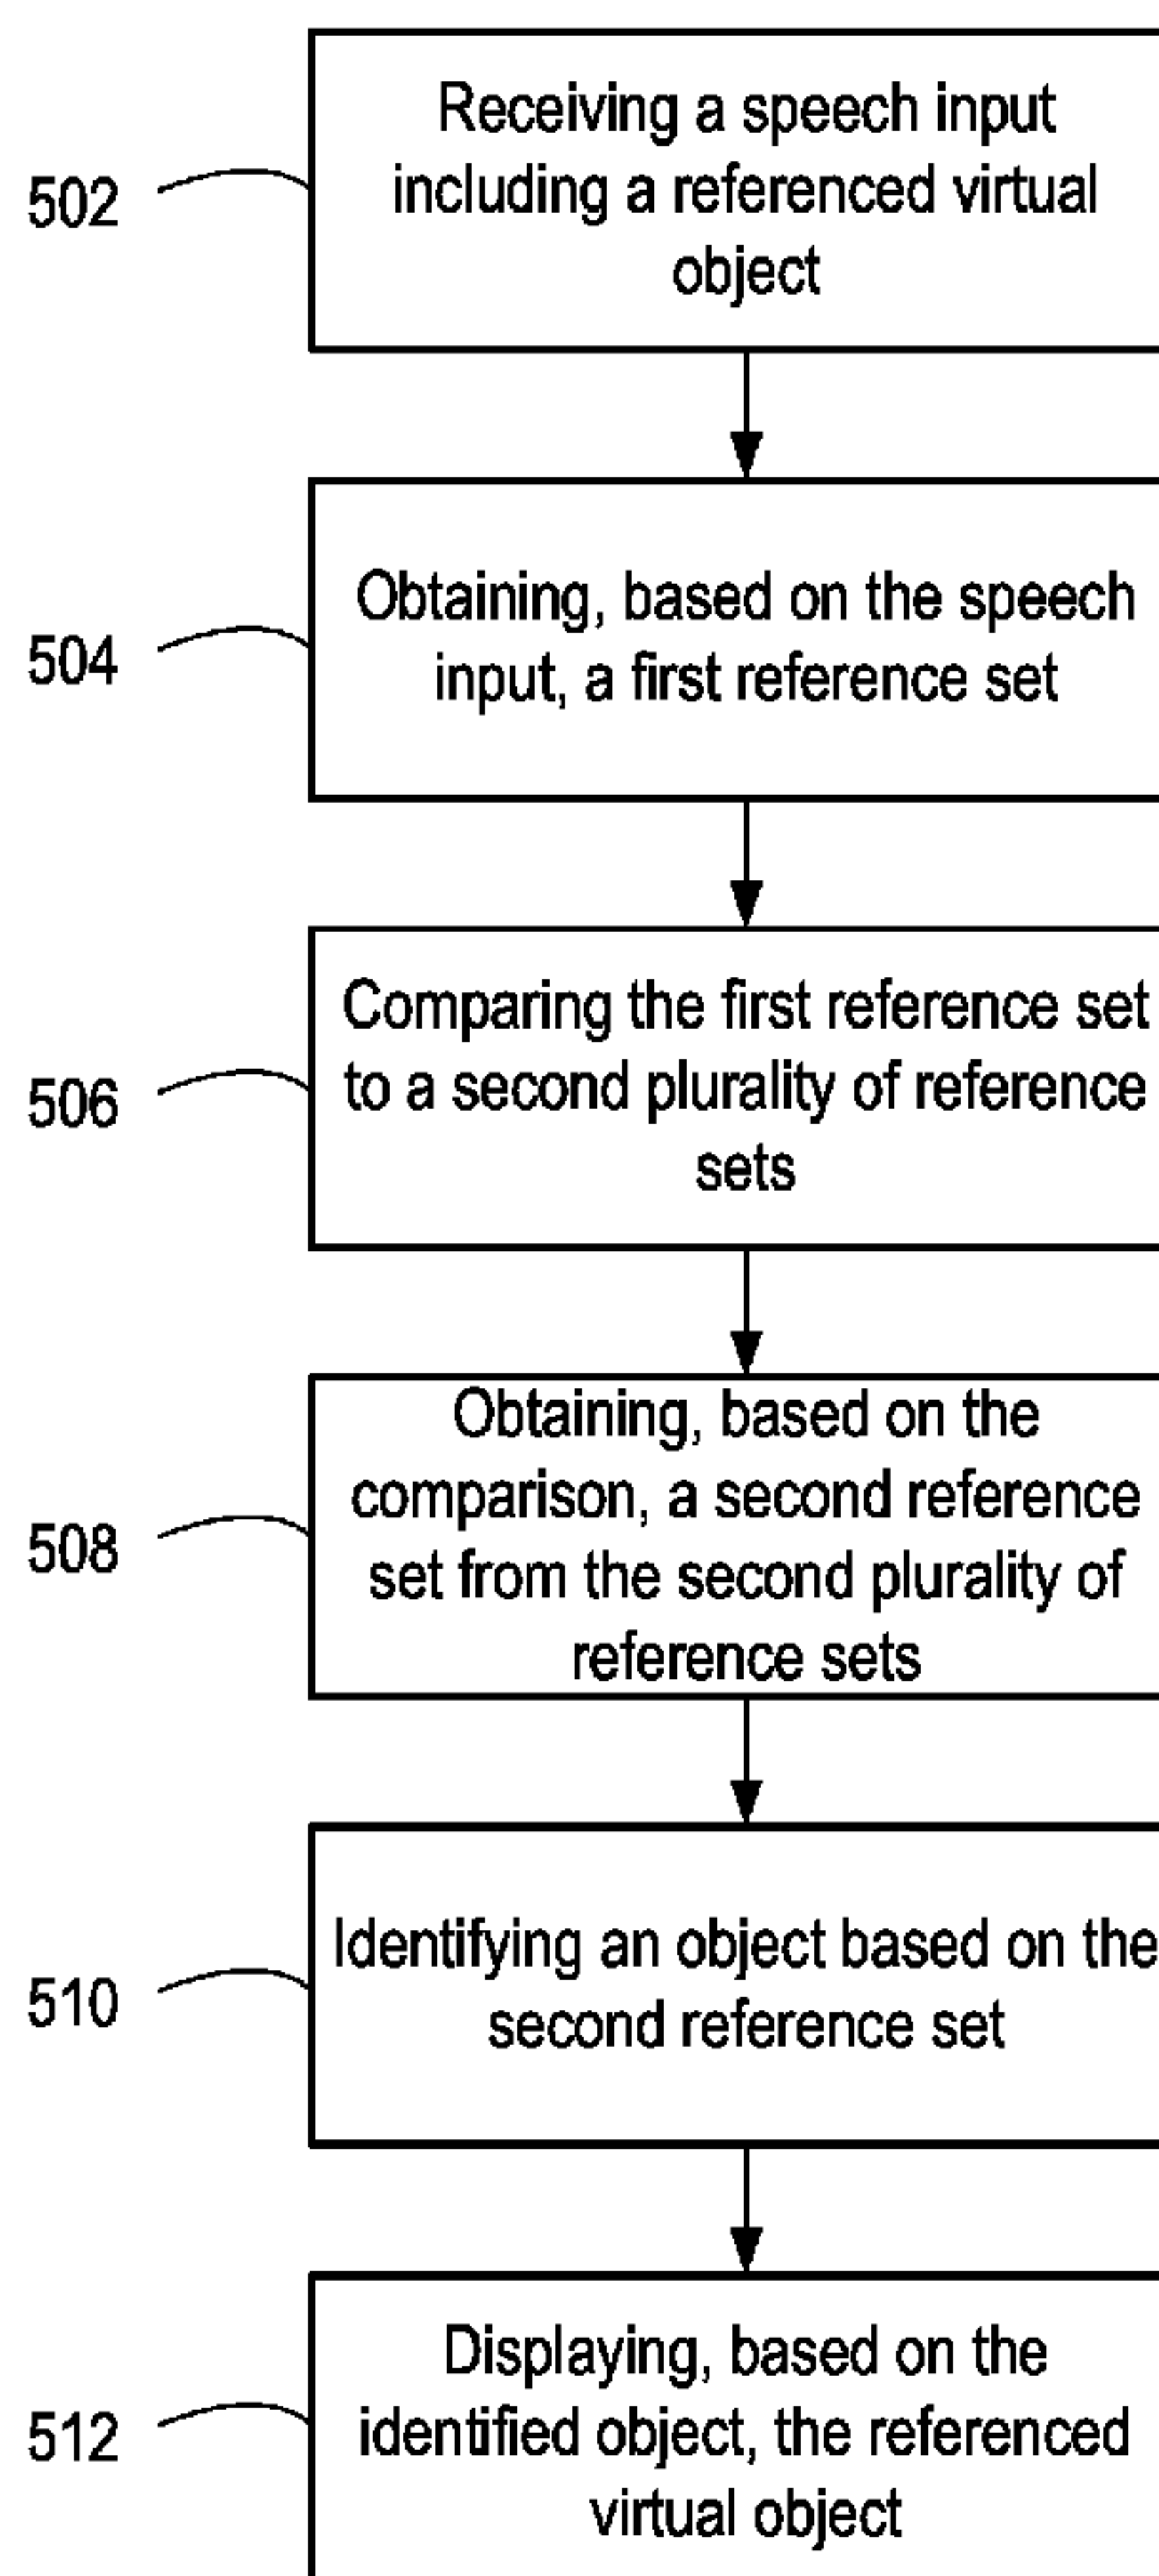 Receiving a speech input
including a referenced virtual
object
502
Obtaining, based on the speech
input, a first reference set
504
Comparing the first reference set
to a second plurality of reference
sets
506
Obtaining, based on the
comparison, a second reference
set from the second plurality of
reference sets
508
Identifying an object based on the
second reference set
510
Displaying, based on the
identified object, the referenced
virtual object
512